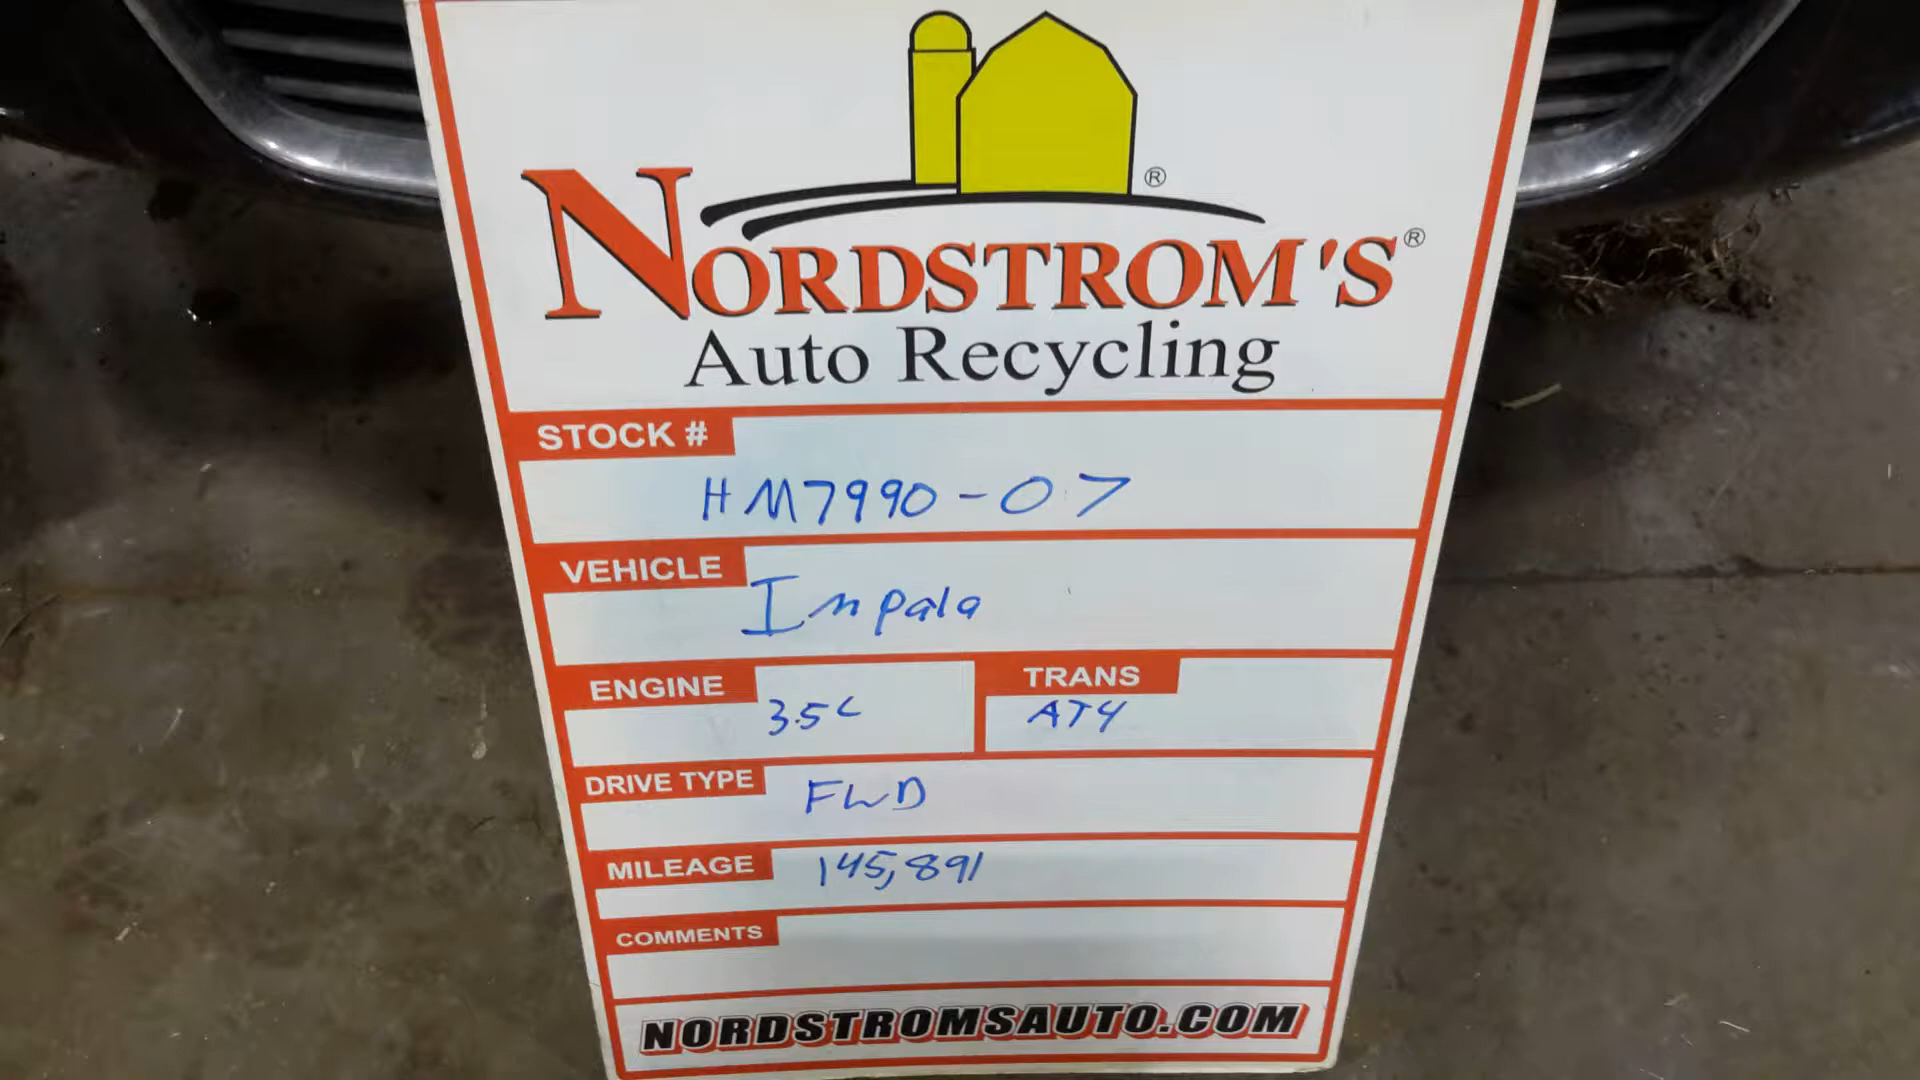 ®
NORDSTROM'S®
Auto Recycling
STOCK #
HM7990-07
VEHICLE
Impala
ENGINE
3.5L
TRANS
AT4
DRIVE TYPE
FWD
MILEAGE
145,891
COMMENTS
NORDSTROMSAUTO.COM